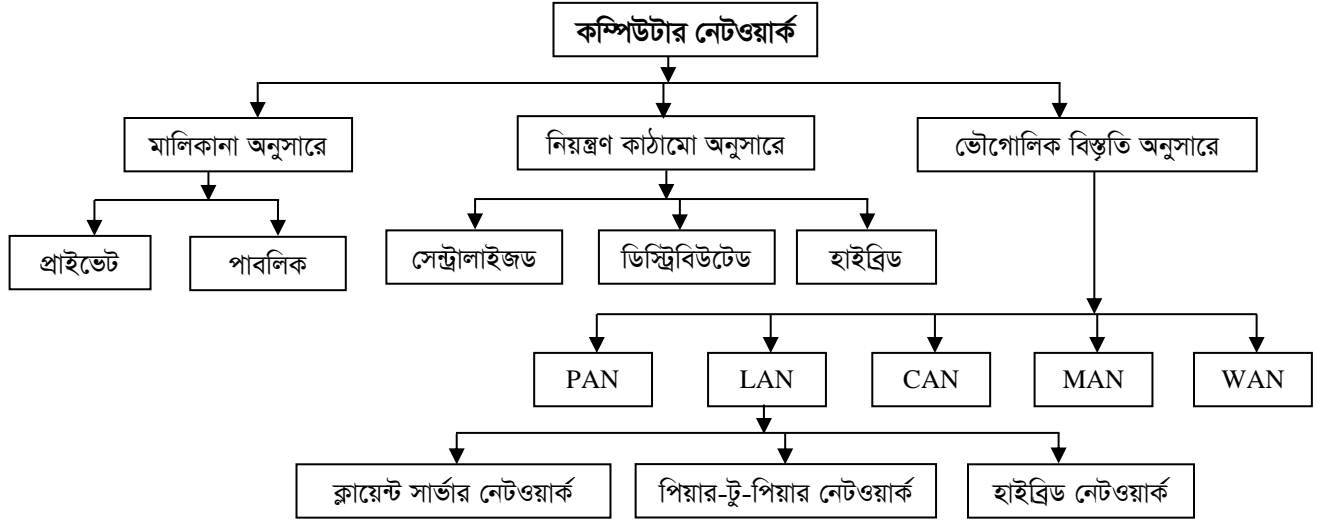 কম্পিউটার নেটওয়ার্ক
মালিকানা অনুসারে
নিয়ন্ত্রণ কাঠামো অনুসারে
ভৌগোলিক বিস্তৃতি অনুসারে
প্রাইভেট
পাবলিক
সেন্ট্রালাইজড
ডিস্ট্রিবিউটেড
হাইব্রিড
PAN
LAN
CAN
MAN
WAN
ক্লায়েন্ট সার্ভার নেটওয়ার্ক
পিয়ার-টু-পিয়ার নেটওয়ার্ক
হাইব্রিড নেটওয়ার্ক